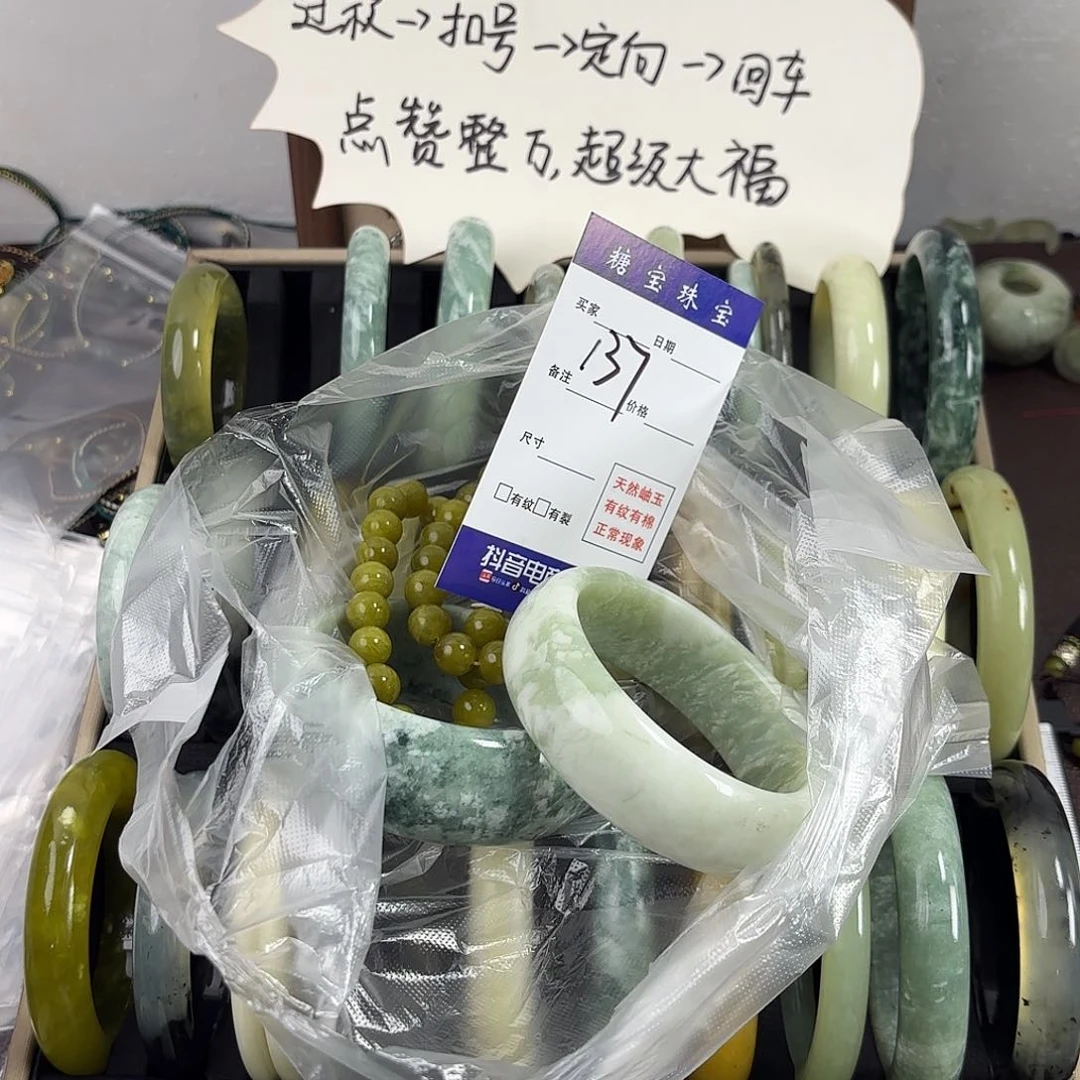 过秤→扣号→定向→回车
点赞整万,超级大福
糖宝珠宝
买家
日期
137
备注
价格
尺寸
□有纹□有裂
天然岫玉
有纹有棉
正常现象
抖音电商